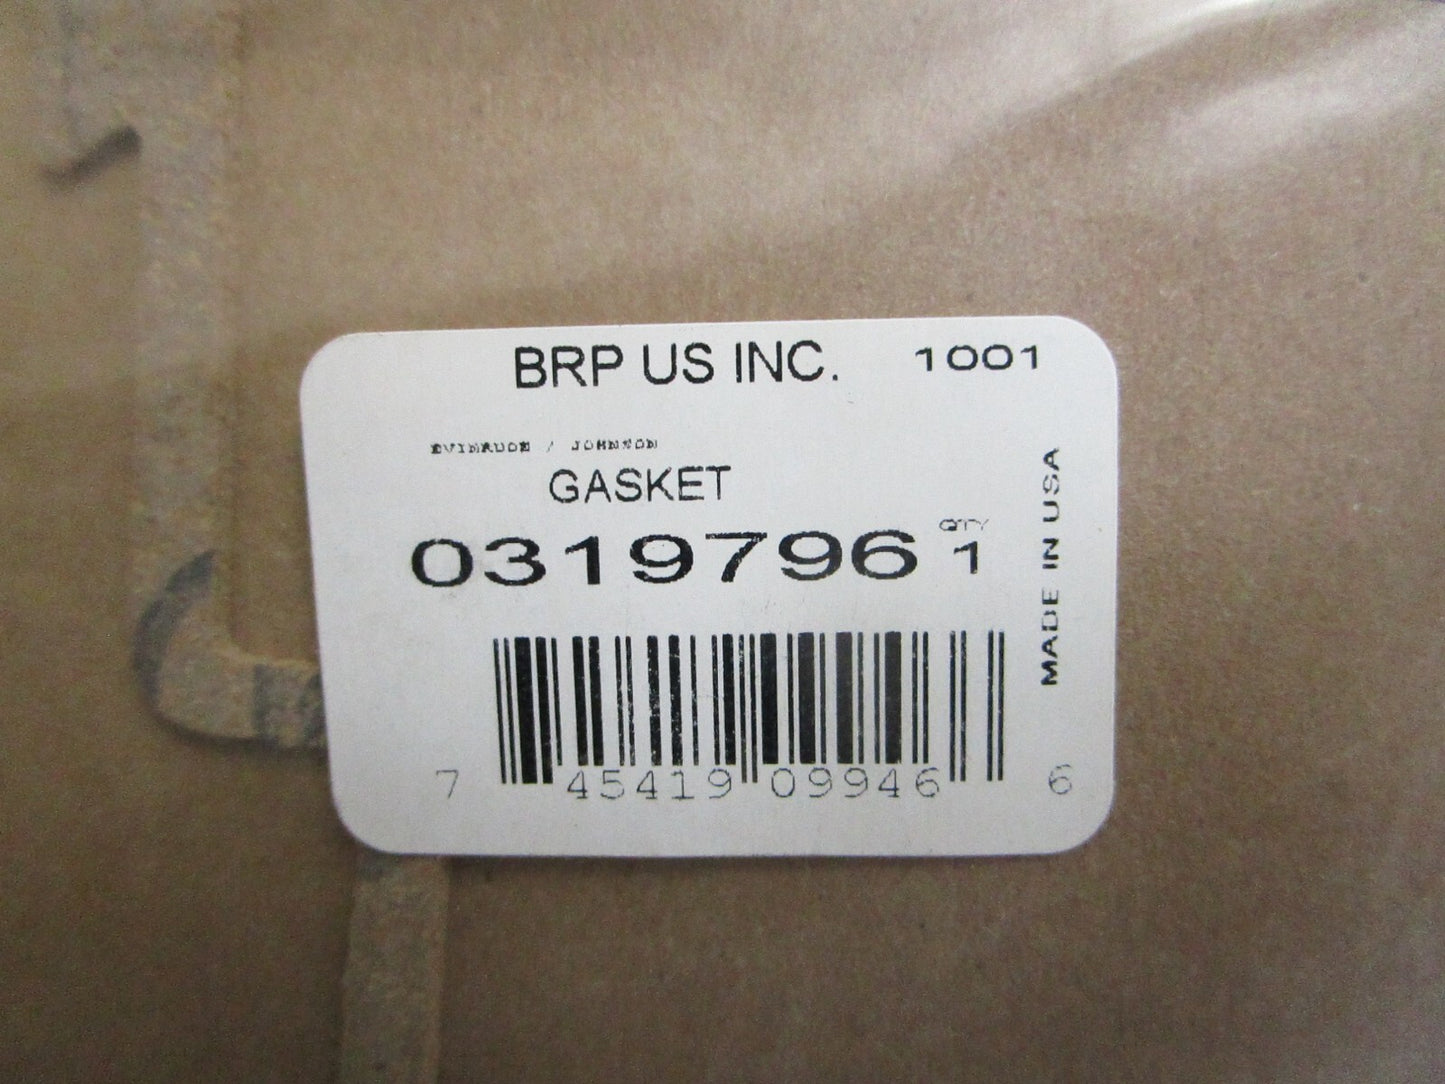 BRP US INC. 1001
EVINRUDE / JOHNSON
GASKET
QTY
0319796 1
MADE IN USA
7 45419 09946 6